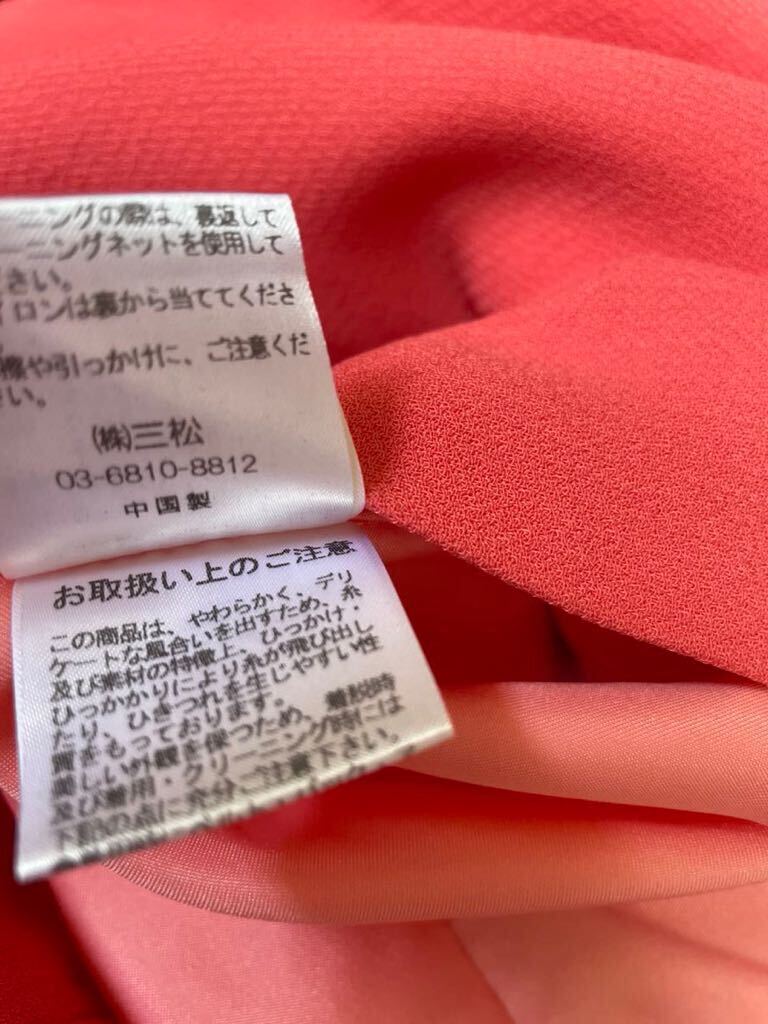 ニングの際は、裏返して
ニングネットを使用して
ださい。
イロンは裏から当ててくださ
擦や引っかけに、ご注意くだ
さい。
(株)三松
03-6810-8812
中国製
お取扱い上のご注意
この商品は、やわらかく、デリ
ケートな風合いを出すため、糸
及び素材の特徴上、ひっかけ・
ひっかかりにより糸が飛び出し
たり、ひきつれを生じやすい性
質をもっております。
美しい外観を保つため、着脱時
及び着用・クリーニング時には
下記の点に充分ご注意下さい。